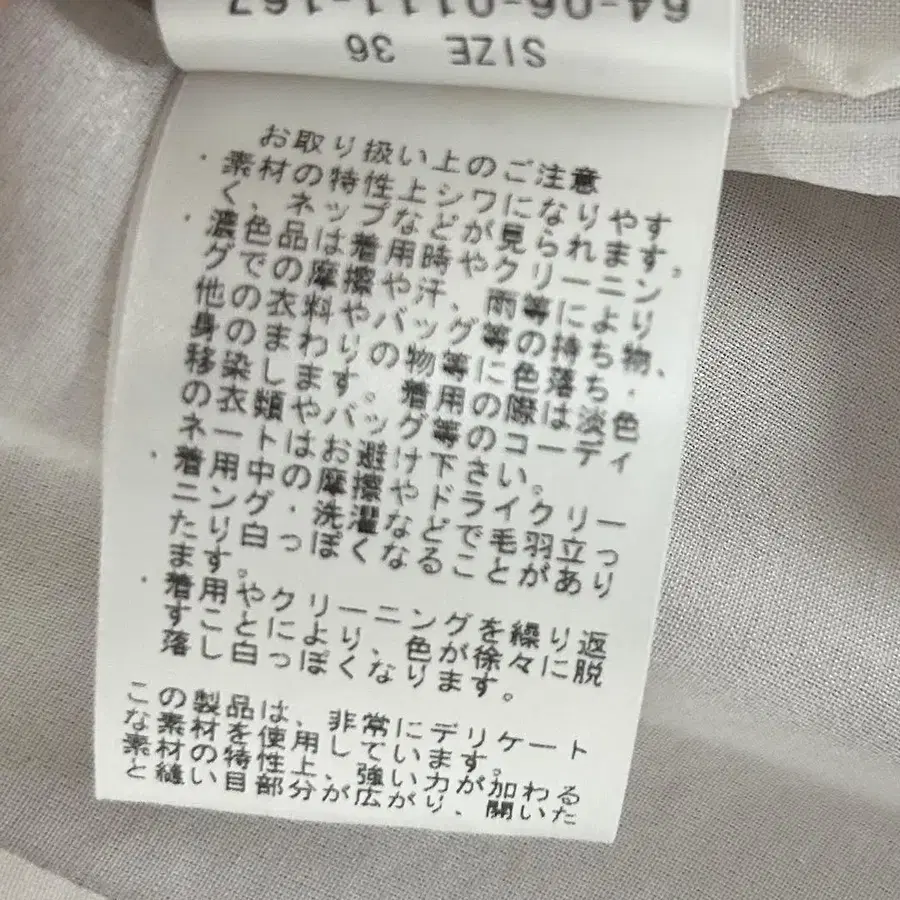 SIZE 36
64-06-0111-167
お取り扱い上のご注意
・素材の特性上シワになりやす
く、ネップなどが見られます。
・濃色品は着用時や、クリーニン
グでの摩擦や汗、雨等により
他の衣料やバッグ等の持ち物、
身のまわりの物等に色落ち・
移染します。着用の際は淡色
の衣類やバッグ等のコーディ
ネートはお避け下さい。
・着用中の摩擦やドライクリー
ニング・洗濯などで毛羽立っ
たり白っぽくなることがあり
ます。
・着用やクリーニングを繰り返
すことにより、色が徐々に脱
落し白っぽくなります。
この製品は、非常にデリケート
な素材を使用しています。
素材の特性上、強い力が加わる
と縫い目部分が広がり、開いた